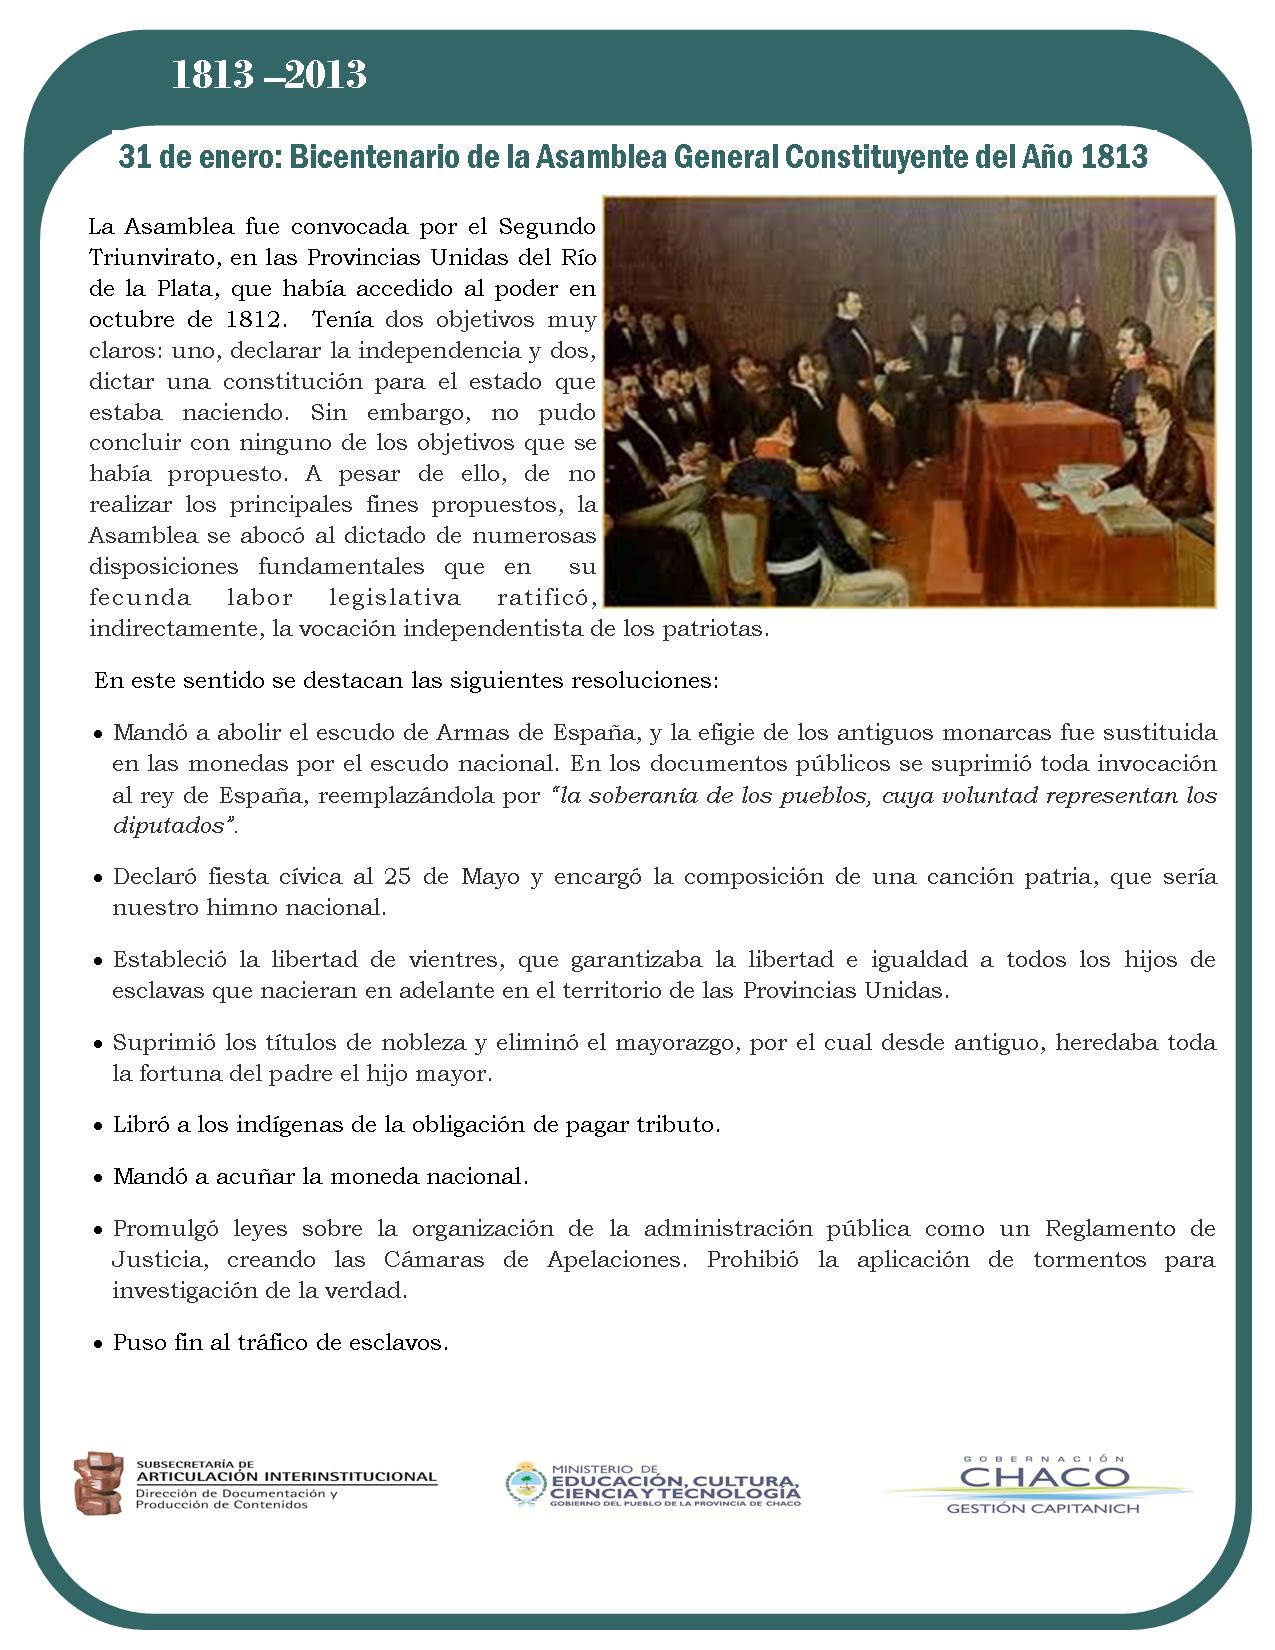 1813 –2013
31 de enero: Bicentenario de la Asamblea General Constituyente del Año 1813
La Asamblea fue convocada por el Segundo
Triunvirato, en las Provincias Unidas del Río
de la Plata, que había accedido al poder en
octubre de 1812. Tenía dos objetivos muy
claros: uno, declarar la independencia y dos,
dictar una constitución para el estado que
estaba naciendo. Sin embargo, no pudo
concluir con ninguno de los objetivos que se
había propuesto. A pesar de ello, de no
realizar los principales fines propuestos, la
Asamblea se abocó al dictado de numerosas
disposiciones fundamentales que en su
fecunda labor legislativa ratificó,
indirectamente, la vocación independentista de los patriotas.
En este sentido se destacan las siguientes resoluciones:
• Mandó a abolir el escudo de Armas de España, y la efigie de los antiguos monarcas fue sustituida
en las monedas por el escudo nacional. En los documentos públicos se suprimió toda invocación
al rey de España, reemplazándola por “la soberanía de los pueblos, cuya voluntad representan los
diputados”.
• Declaró fiesta cívica al 25 de Mayo y encargó la composición de una canción patria, que sería
nuestro himno nacional.
• Estableció la libertad de vientres, que garantizaba la libertad e igualdad a todos los hijos de
esclavas que nacieran en adelante en el territorio de las Provincias Unidas.
• Suprimió los títulos de nobleza y eliminó el mayorazgo, por el cual desde antiguo, heredaba toda
la fortuna del padre el hijo mayor.
• Libró a los indígenas de la obligación de pagar tributo.
• Mandó a acuñar la moneda nacional.
• Promulgó leyes sobre la organización de la administración pública como un Reglamento de
Justicia, creando las Cámaras de Apelaciones. Prohibió la aplicación de tormentos para
investigación de la verdad.
• Puso fin al tráfico de esclavos.
SUBSECRETARÍA DE
ARTICULACIÓN INTERINSTITUCIONAL
Dirección de Documentación y
Producción de Contenidos
MINISTERIO DE
EDUCACIÓN, CULTURA,
CIENCIA Y TECNOLOGÍA
GOBIERNO DEL PUEBLO DE LA PROVINCIA DE CHACO
GOBERNACIÓN
CHACO
GESTIÓN CAPITANICH